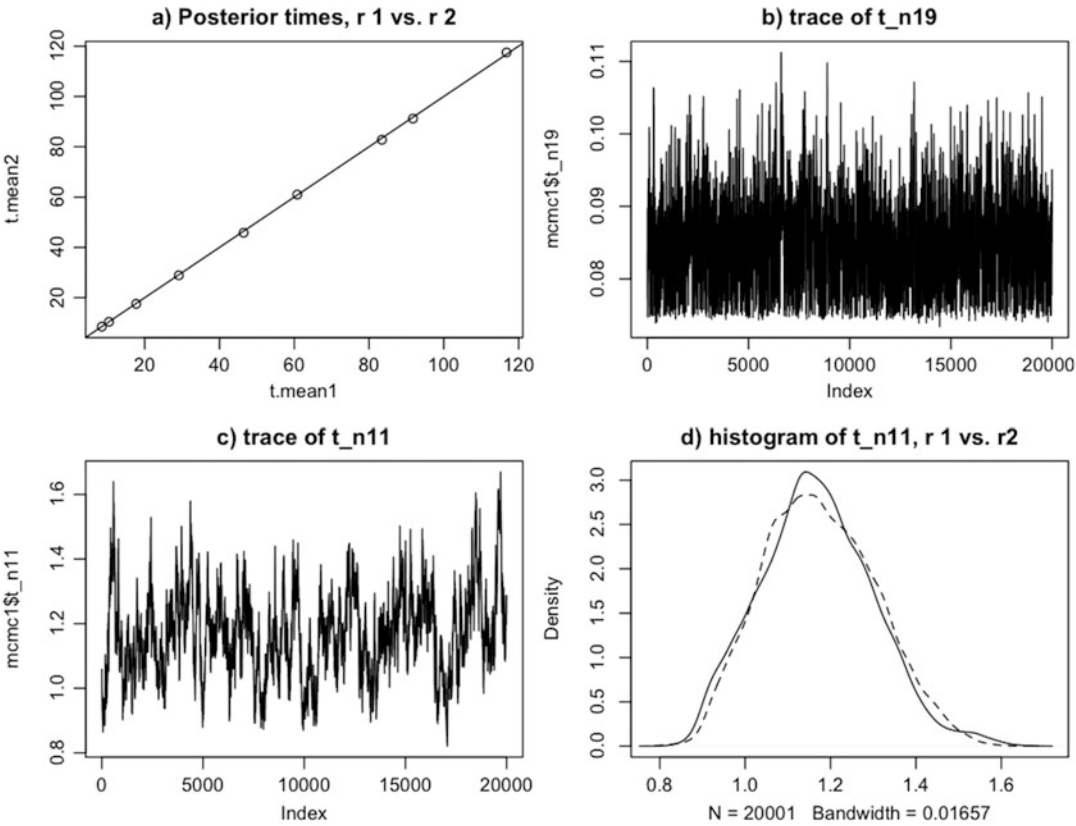 a) Posterior times, r 1 vs. r 2
t.mean2
120
100
80
60
40
20
20 40 60 80 100 120
t.mean1
b) trace of t_n19
mcmc1$t_n19
0.11
0.10
0.09
0.08
0 5000 10000 15000 20000
Index
c) trace of t_n11
mcmc1$t_n11
1.6
1.4
1.2
1.0
0.8
0 5000 10000 15000 20000
Index
d) histogram of t_n11, r 1 vs. r2
Density
3.0
2.5
2.0
1.5
1.0
0.5
0.0
0.8 1.0 1.2 1.4 1.6
N = 20001 Bandwidth = 0.01657